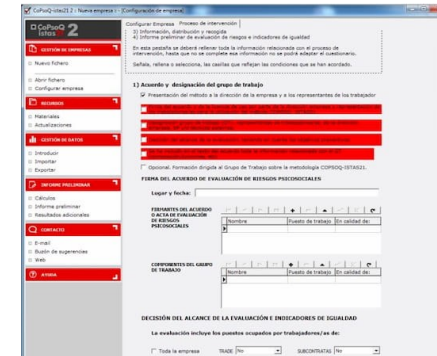 CoPsoQ-istas21.2 : Nueva empresa 1 - [Configuración de empresa]
CoPsoQ
istas 21
2
GESTIÓN DE EMPRESAS
Nuevo fichero
Abrir fichero
Configurar empresa
RECURSOS
Materiales
Actualizaciones
GESTIÓN DE DATOS
Introducir
Importar
Exportar
INFORME PRELIMINAR
Cálculos
Informe preliminar
Resultados adicionales
CONTACTO
E-mail
Buzón de sugerencias
Web
AYUDA
Configurar Empresa Proceso de intervención
3) Información, distribución y recogida
4) Informe preliminar de evaluación de riesgos e indicadores de igualdad
En esta pestaña se deberá rellenar toda la información relacionada con el proceso de
intervención, hasta que no se complete esa información no se podrá adaptar el cuestionario.
Señale, rellena o selecciona, las casillas que reflejan las condiciones que se han acordado.
1) Acuerdo y designación del grupo de trabajo
Presentación del método a la dirección de la empresa y a los representantes de los trabajador
Opcional. Formación dirigida al Grupo de Trabajo sobre la metodología COPSOQ-ISTAS21.
FIRMA DEL ACUERDO DE EVALUACIÓN DE RIESGOS PSICOSOCIALES
Lugar y fecha:
FIRMANTES DEL ACUERDO
O ACTA DE EVALUACIÓN
DE RIESGOS
PSICOSOCIALES
Nombre Puesto de trabajo En calidad de:
COMPONENTES DEL GRUPO
DE TRABAJO
Nombre Puesto de trabajo En calidad de:
DECISIÓN DEL ALCANCE DE LA EVALUACIÓN E INDICADORES DE IGUALDAD
La evaluación incluye los puestos ocupados por trabajadores/as de:
Toda la empresa TRADE No SUBCONTRATAS No